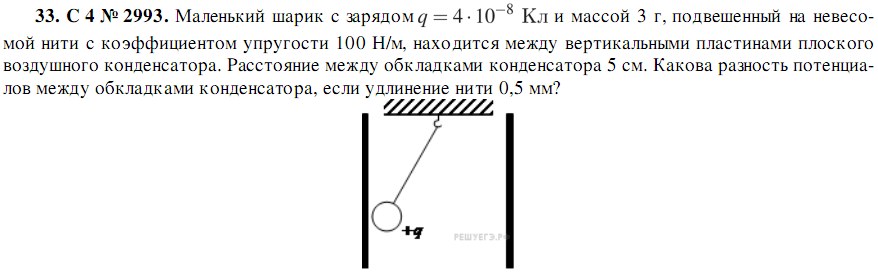 33. С 4 № 2993. Маленький шарик с зарядом q = 4 · 10⁻⁸ Кл и массой 3 г, подвешенный на невесо-
мой нити с коэффициентом упругости 100 Н/м, находится между вертикальными пластинами плоского
воздушного конденсатора. Расстояние между обкладками конденсатора 5 см. Какова разность потенциа-
лов между обкладками конденсатора, если удлинение нити 0,5 мм?
+q
РЕШУЕГЭ.РФ